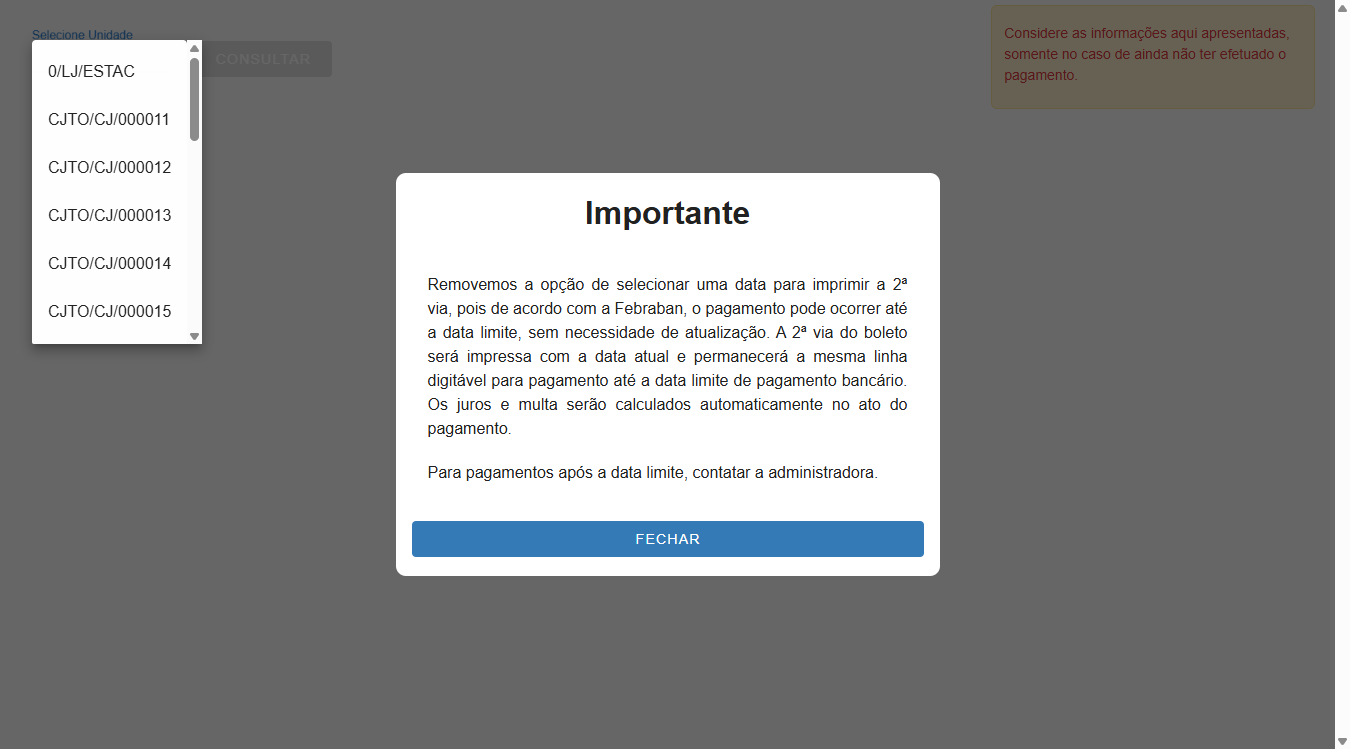 Selecione Unidade
0/LJ/ESTAC
CJTO/CJ/000011
CJTO/CJ/000012
CJTO/CJ/000013
CJTO/CJ/000014
CJTO/CJ/000015
CONSULTAR
Considere as informações aqui apresentadas,
somente no caso de ainda não ter efetuado o
pagamento.
Importante
Removemos a opção de selecionar uma data para imprimir a 2ª
via, pois de acordo com a Febraban, o pagamento pode ocorrer até
a data limite, sem necessidade de atualização. A 2ª via do boleto
será impressa com a data atual e permanecerá a mesma linha
digitável para pagamento até a data limite de pagamento bancário.
Os juros e multa serão calculados automaticamente no ato do
pagamento.
Para pagamentos após a data limite, contatar a administradora.
FECHAR